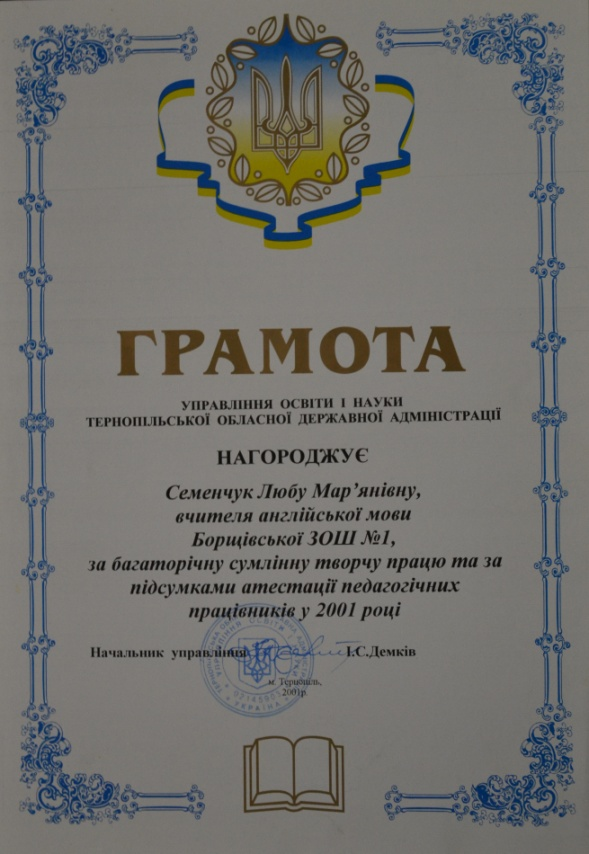 ГРАМОТА
УПРАВЛІННЯ ОСВІТИ І НАУКИ
ТЕРНОПІЛЬСЬКОЇ ОБЛАСНОЇ ДЕРЖАВНОЇ АДМІНІСТРАЦІЇ
НАГОРОДЖУЄ
Семенчук Любу Мар’янівну,
вчителя англійської мови
Борщівської ЗОШ №1,
за багаторічну сумлінну творчу працю та за
підсумками атестації педагогічних
працівників у 2001 році
Начальник управління І.С.Демків
м. Тернопіль,
2001р.
УКРАЇНА